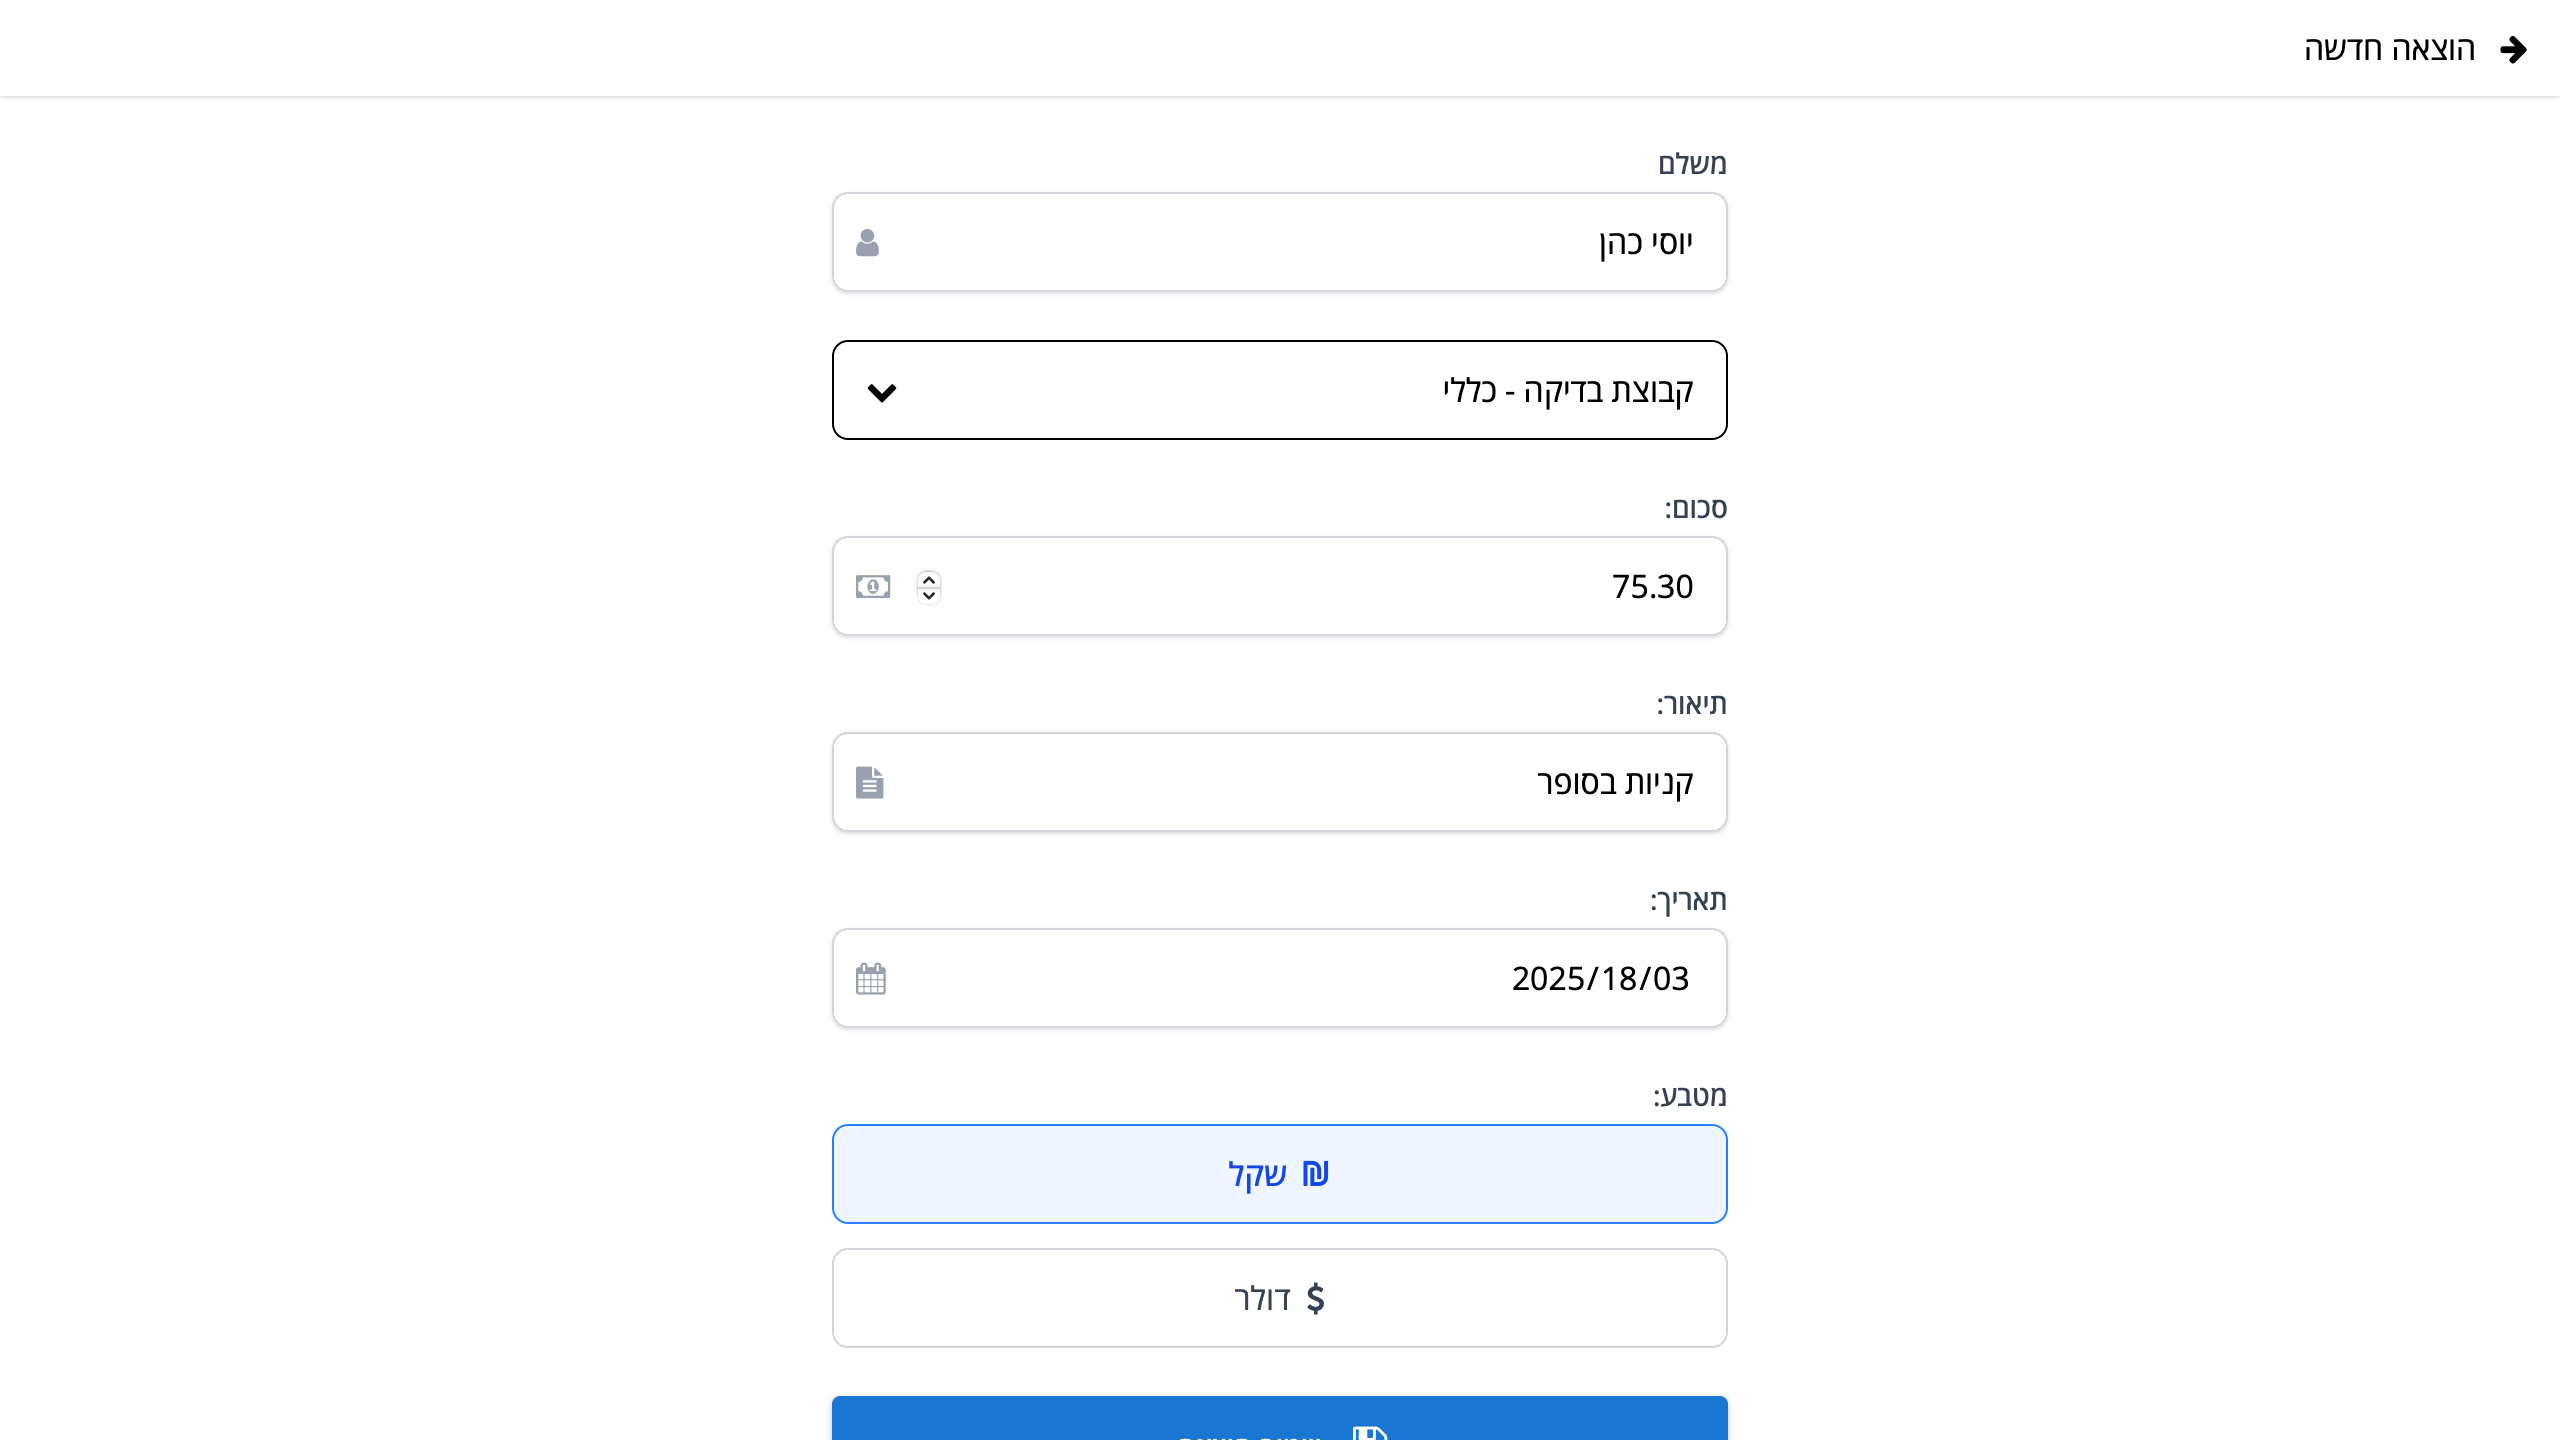 הוצאה חדשה
משלם
יוסי כהן
קבוצת בדיקה - כללי
סכום:
75.30
תיאור:
קניות בסופר
תאריך:
2025/18/03
מטבע:
₪ שקל
$ דולר